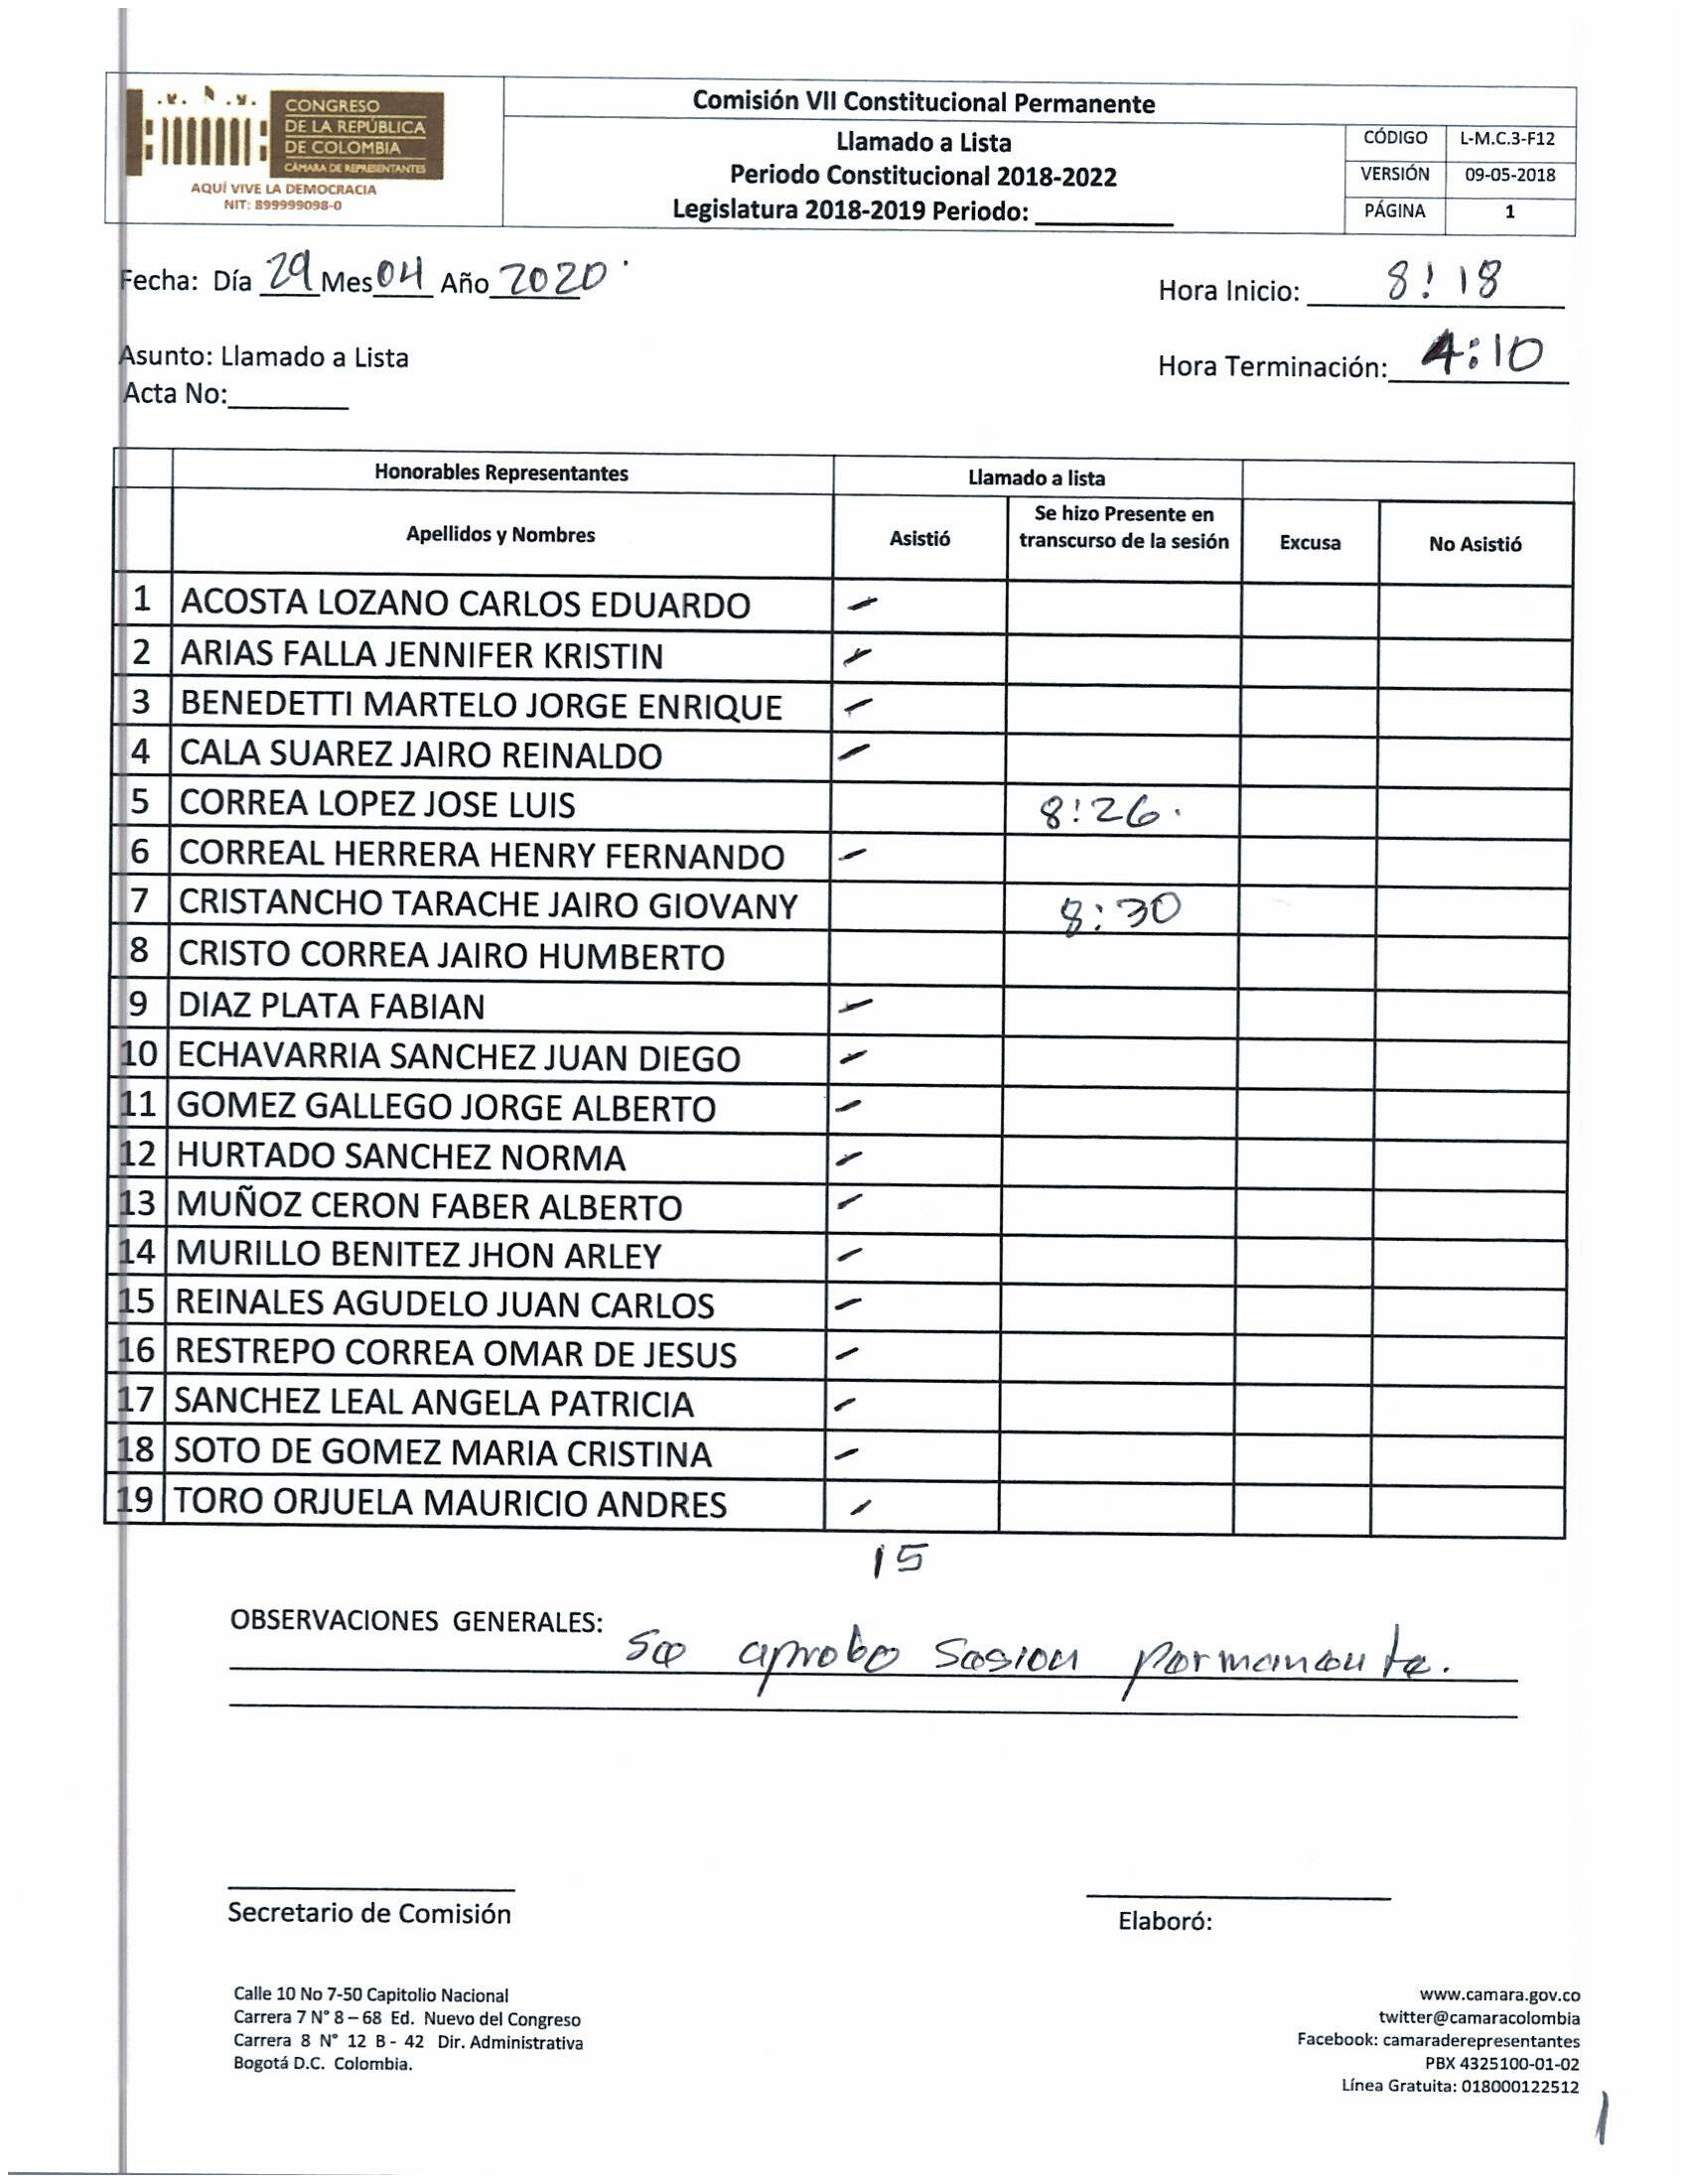 CONGRESO
DE LA REPÚBLICA
DE COLOMBIA
CÁMARA DE REPRESENTANTES
AQUÍ VIVE LA DEMOCRACIA
NIT: 899999098-0
Comisión VII Constitucional Permanente
Llamado a Lista
Periodo Constitucional 2018-2022
Legislatura 2018-2019 Periodo: __________
CÓDIGO L-M.C.3-F12
VERSIÓN 09-05-2018
PÁGINA 1
Fecha: Día 29 Mes 04 Año 2020.
Hora Inicio: 8:18
Asunto: Llamado a Lista
Hora Terminación: 4:10
Acta No:________
Honorables Representantes Llamado a lista
Apellidos y Nombres Asistió Se hizo Presente en transcurso de la sesión Excusa No Asistió
1 ACOSTA LOZANO CARLOS EDUARDO –
2 ARIAS FALLA JENNIFER KRISTIN –
3 BENEDETTI MARTELO JORGE ENRIQUE –
4 CALA SUAREZ JAIRO REINALDO –
5 CORREA LOPEZ JOSE LUIS 8:26.
6 CORREAL HERRERA HENRY FERNANDO –
7 CRISTANCHO TARACHE JAIRO GIOVANY 8:30
8 CRISTO CORREA JAIRO HUMBERTO
9 DIAZ PLATA FABIAN –
10 ECHAVARRIA SANCHEZ JUAN DIEGO –
11 GOMEZ GALLEGO JORGE ALBERTO –
12 HURTADO SANCHEZ NORMA –
13 MUÑOZ CERON FABER ALBERTO –
14 MURILLO BENITEZ JHON ARLEY –
15 REINALES AGUDELO JUAN CARLOS –
16 RESTREPO CORREA OMAR DE JESUS –
17 SANCHEZ LEAL ANGELA PATRICIA –
18 SOTO DE GOMEZ MARIA CRISTINA –
19 TORO ORJUELA MAURICIO ANDRES –
15
OBSERVACIONES GENERALES: se aprobo sesion permanente.
Secretario de Comisión
Elaboró:
Calle 10 No 7-50 Capitolio Nacional
Carrera 7 N° 8 – 68 Ed. Nuevo del Congreso
Carrera 8 N° 12 B - 42 Dir. Administrativa
Bogotá D.C. Colombia.
www.camara.gov.co
twitter@camaracolombia
Facebook: camaraderepresentantes
PBX 4325100-01-02
Línea Gratuita: 018000122512
1